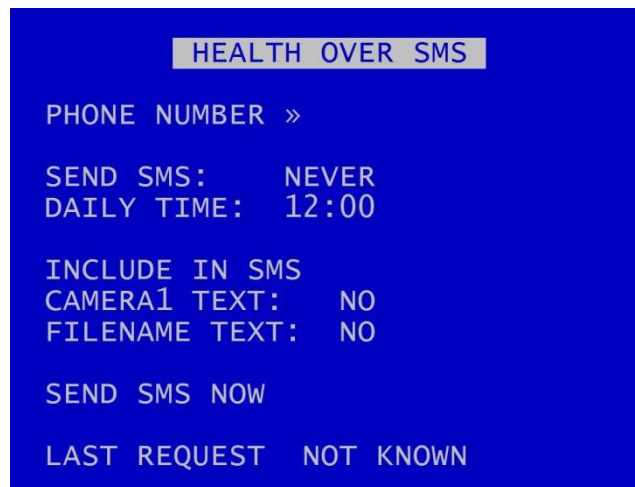 HEALTH OVER SMS
PHONE NUMBER »
SEND SMS: NEVER
DAILY TIME: 12:00
INCLUDE IN SMS
CAMERA1 TEXT: NO
FILENAME TEXT: NO
SEND SMS NOW
LAST REQUEST NOT KNOWN